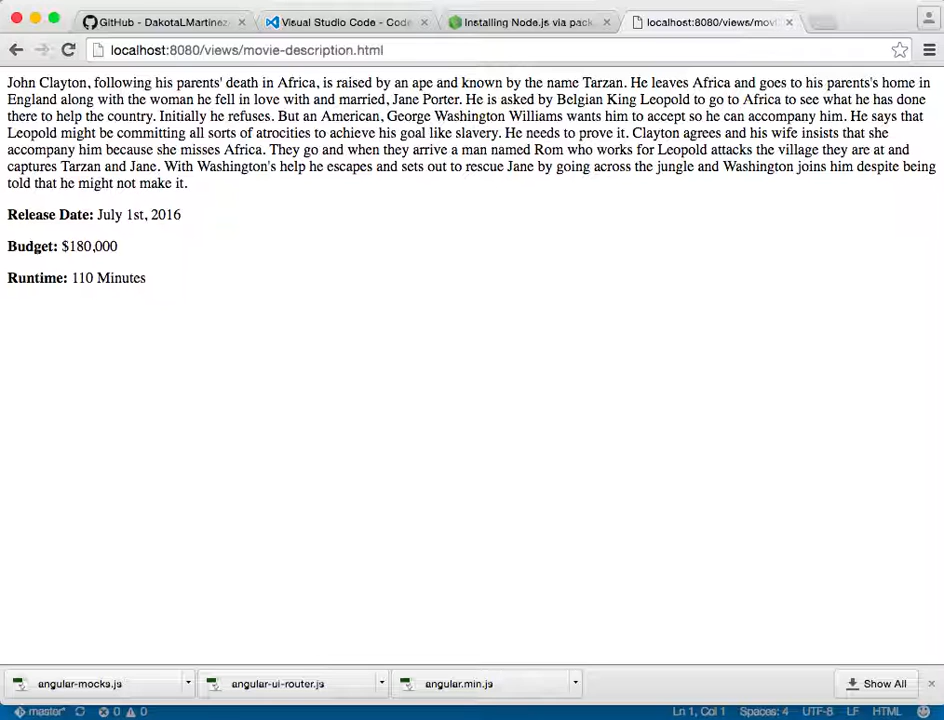 GitHub - DakotaLMartinez
Visual Studio Code - Code
Installing Node.js via pack
localhost:8080/views/movi
localhost:8080/views/movie-description.html
John Clayton, following his parents' death in Africa, is raised by an ape and known by the name Tarzan. He leaves Africa and goes to his parents's home in
England along with the woman he fell in love with and married, Jane Porter. He is asked by Belgian King Leopold to go to Africa to see what he has done
there to help the country. Initially he refuses. But an American, George Washington Williams wants him to accept so he can accompany him. He says that
Leopold might be committing all sorts of atrocities to achieve his goal like slavery. He needs to prove it. Clayton agrees and his wife insists that she
accompany him because she misses Africa. They go and when they arrive a man named Rom who works for Leopold attacks the village they are at and
captures Tarzan and Jane. With Washington's help he escapes and sets out to rescue Jane by going across the jungle and Washington joins him despite being
told that he might not make it.
Release Date: July 1st, 2016
Budget: $180,000
Runtime: 110 Minutes
angular-mocks.js
angular-ui-router.js
angular.min.js
Show All
master* 0 0 Ln 1, Col 1 Spaces: 4 UTF-8 LF HTML